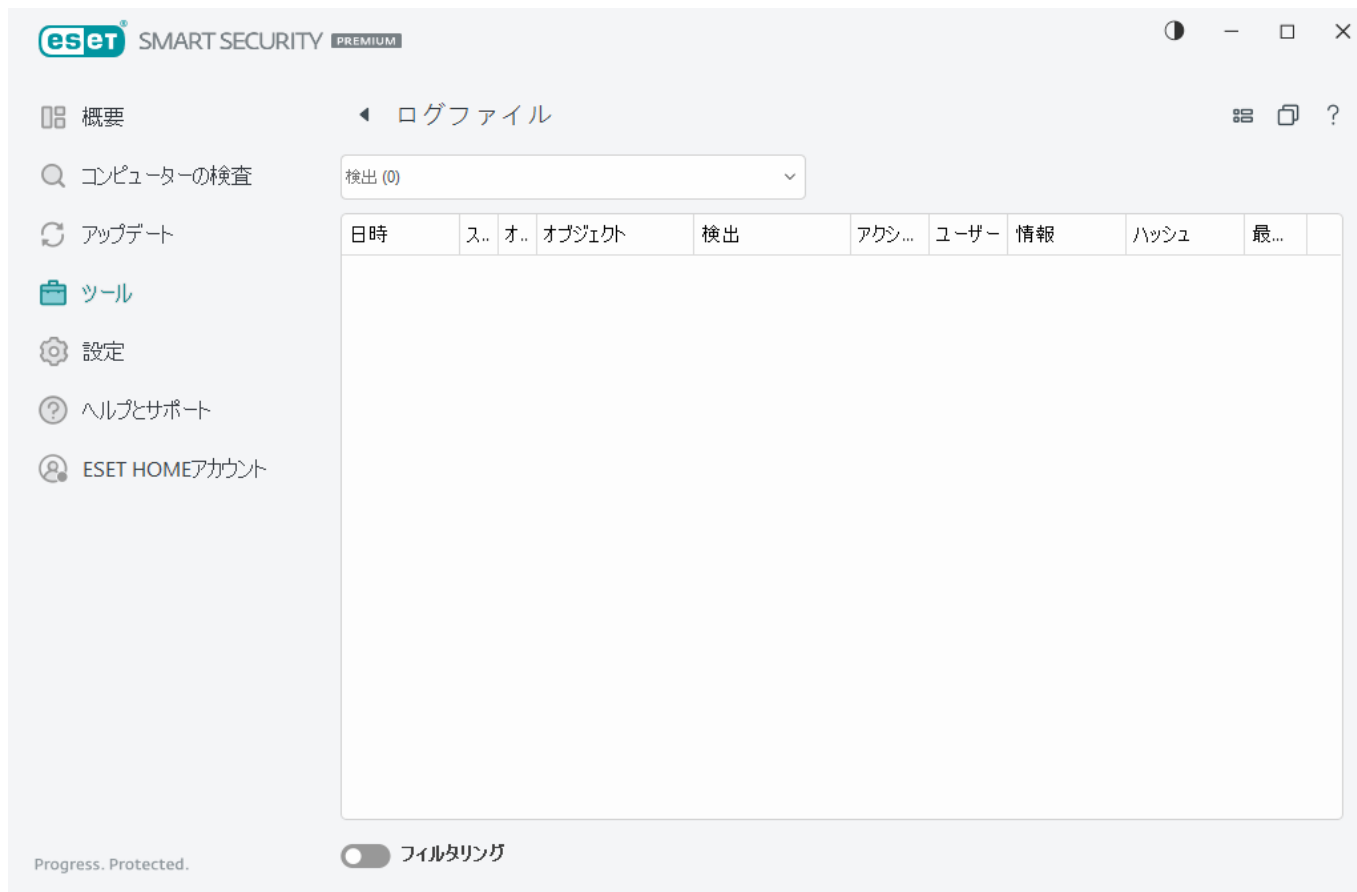 eset® SMART SECURITY PREMIUM
概要
コンピューターの検査
アップデート
ツール
設定
ヘルプとサポート
ESET HOMEアカウント
Progress. Protected.
ログファイル
?
検出 (0)
日時 ス.. オ.. オブジェクト 検出 アクシ... ユーザー 情報 ハッシュ 最...
フィルタリング